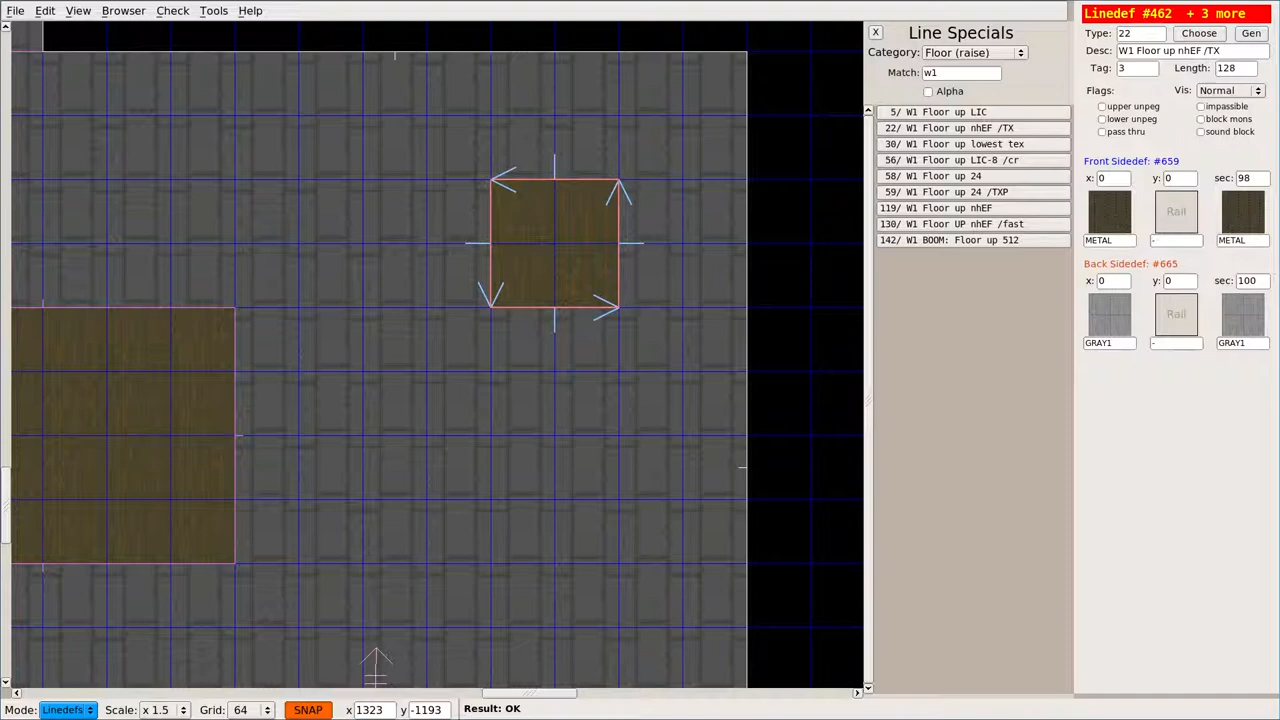 File Edit View Browser Check Tools Help
X Line Specials
Category: Floor (raise)
Match: w1
Alpha
5/ W1 Floor up LIC
22/ W1 Floor up nhEF /TX
30/ W1 Floor up lowest tex
56/ W1 Floor up LIC-8 /cr
58/ W1 Floor up 24
59/ W1 Floor up 24 /TXP
119/ W1 Floor up nhEF
130/ W1 Floor UP nhEF /fast
142/ W1 BOOM: Floor up 512
Linedef #462 + 3 more
Type: 22 Choose Gen
Desc: W1 Floor up nhEF /TX
Tag: 3 Length: 128
Flags: Vis: Normal
upper unpeg impassible
lower unpeg block mons
pass thru sound block
Front Sidedef: #659
x: 0 y: 0 sec: 98
Rail
METAL - METAL
Back Sidedef: #665
x: 0 y: 0 sec: 100
Rail
GRAY1 - GRAY1
Mode: Linedefs Scale: x 1.5 Grid: 64 SNAP x 1323 y -1193 Result: OK